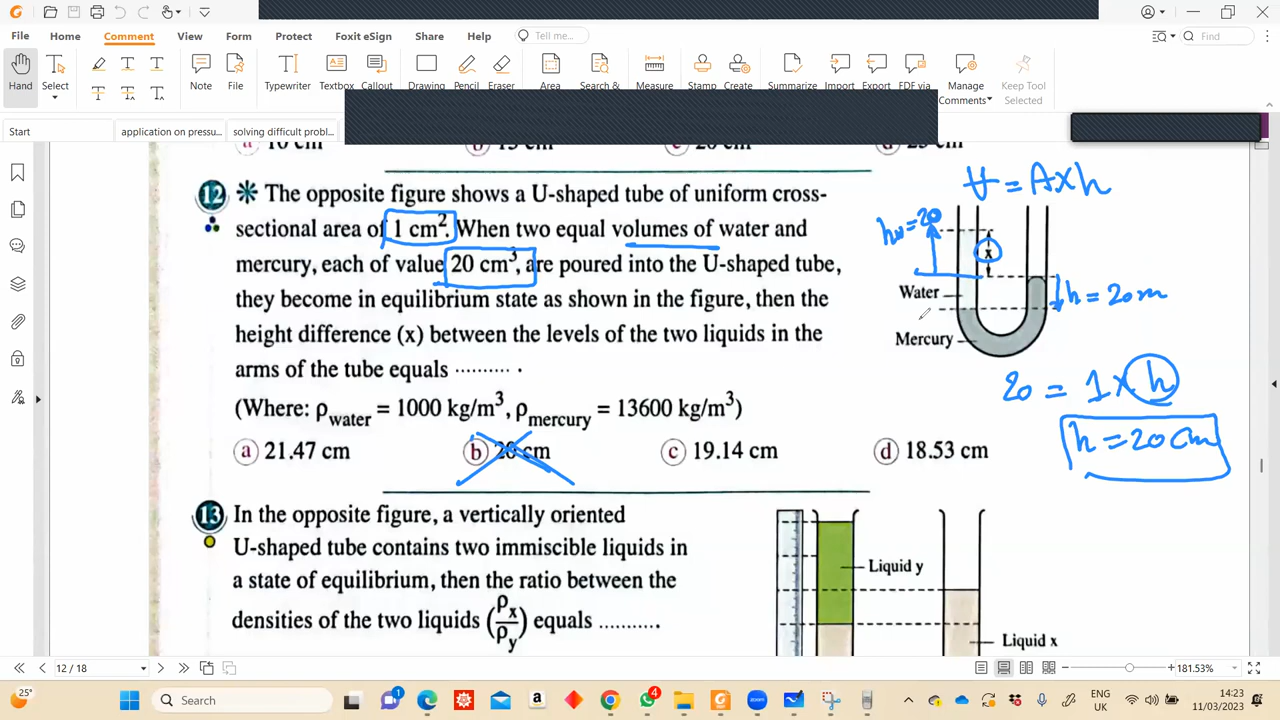 File Home Comment View Form Protect Foxit eSign Share Help Tell me... Find
Hand Select Note File Typewriter Textbox Callout Drawing Pencil Eraser Area Search & Measure Stamp Create Summarize Import Export FDF via Manage Comments Keep Tool Selected
Start application on pressu... solving difficult probl...
12 * The opposite figure shows a U-shaped tube of uniform cross-
sectional area of 1 cm². When two equal volumes of water and
mercury, each of value 20 cm³, are poured into the U-shaped tube,
they become in equilibrium state as shown in the figure, then the
height difference (x) between the levels of the two liquids in the
arms of the tube equals .......... .
(Where: ρwater = 1000 kg/m³, ρmercury = 13600 kg/m³)
a 21.47 cm b 20 cm c 19.14 cm d 18.53 cm
V = A x h
hw = 20
x
Water
h = 20 m
Mercury
20 = 1 x h
h = 20 cm
13 In the opposite figure, a vertically oriented
U-shaped tube contains two immiscible liquids in
a state of equilibrium, then the ratio between the
densities of the two liquids (ρx/ρy) equals ...........
Liquid y
Liquid x
12 / 18 181.53%
25° Search 1 4 ENG UK 14:23 11/03/2023